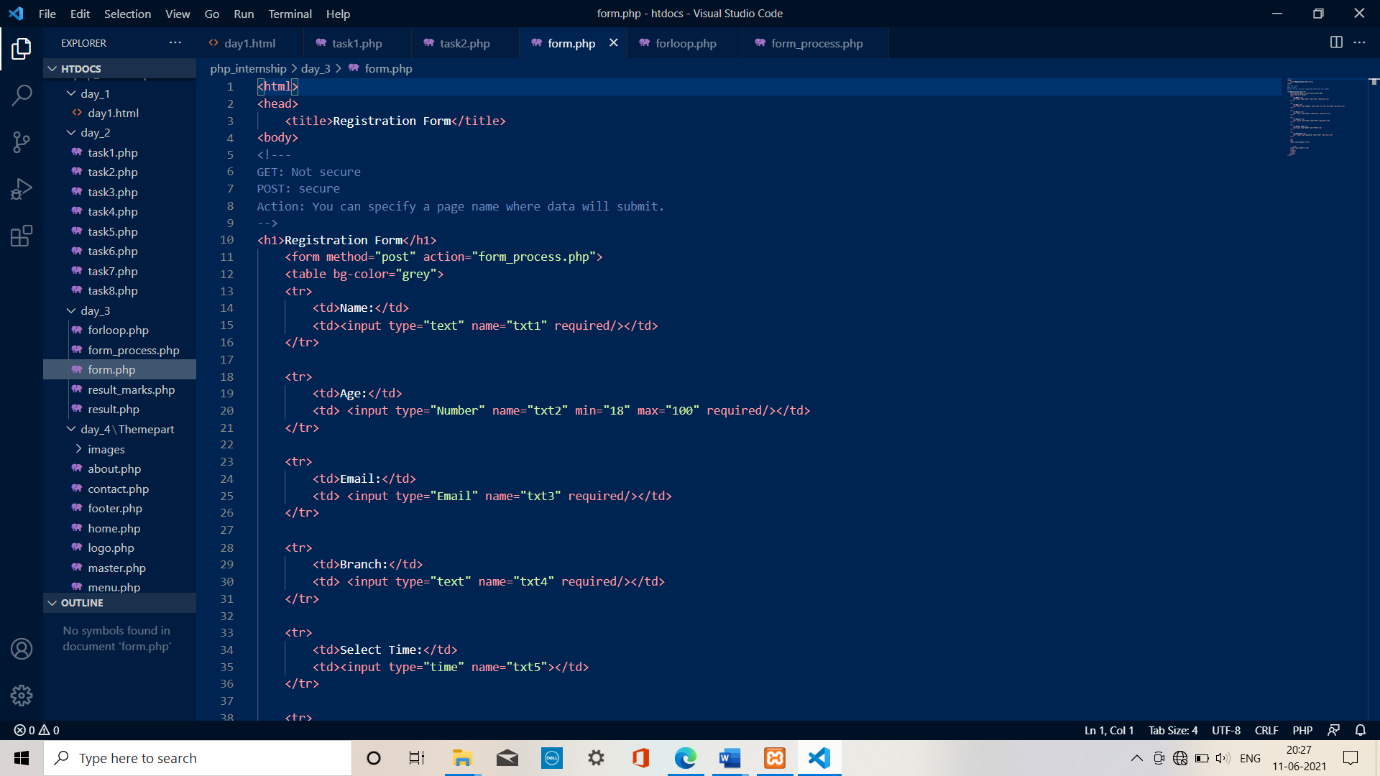 File Edit Selection View Go Run Terminal Help
form.php - htdocs - Visual Studio Code
EXPLORER
day1.html task1.php task2.php form.php forloop.php form_process.php
HTDOCS
day_1
day1.html
day_2
task1.php
task2.php
task3.php
task4.php
task5.php
task6.php
task7.php
task8.php
day_3
forloop.php
form_process.php
form.php
result_marks.php
result.php
day_4\Themepart
images
about.php
contact.php
footer.php
home.php
logo.php
master.php
menu.php
OUTLINE
No symbols found in
document 'form.php'
php_internship > day_3 > form.php
1 <html>
2 <head>
3 <title>Registration Form</title>
4 <body>
5 <!---
6 GET: Not secure
7 POST: secure
8 Action: You can specify a page name where data will submit.
9 -->
10 <h1>Registration Form</h1>
11 <form method="post" action="form_process.php">
12 <table bg-color="grey">
13 <tr>
14 <td>Name:</td>
15 <td><input type="text" name="txt1" required/></td>
16 </tr>
17
18 <tr>
19 <td>Age:</td>
20 <td> <input type="Number" name="txt2" min="18" max="100" required/></td>
21 </tr>
22
23 <tr>
24 <td>Email:</td>
25 <td> <input type="Email" name="txt3" required/></td>
26 </tr>
27
28 <tr>
29 <td>Branch:</td>
30 <td> <input type="text" name="txt4" required/></td>
31 </tr>
32
33 <tr>
34 <td>Select Time:</td>
35 <td><input type="time" name="txt5"></td>
36 </tr>
37
38 <tr>
0 0
Ln 1, Col 1 Tab Size: 4 UTF-8 CRLF PHP
Type here to search
DELL
ENG
20:27
11-06-2021